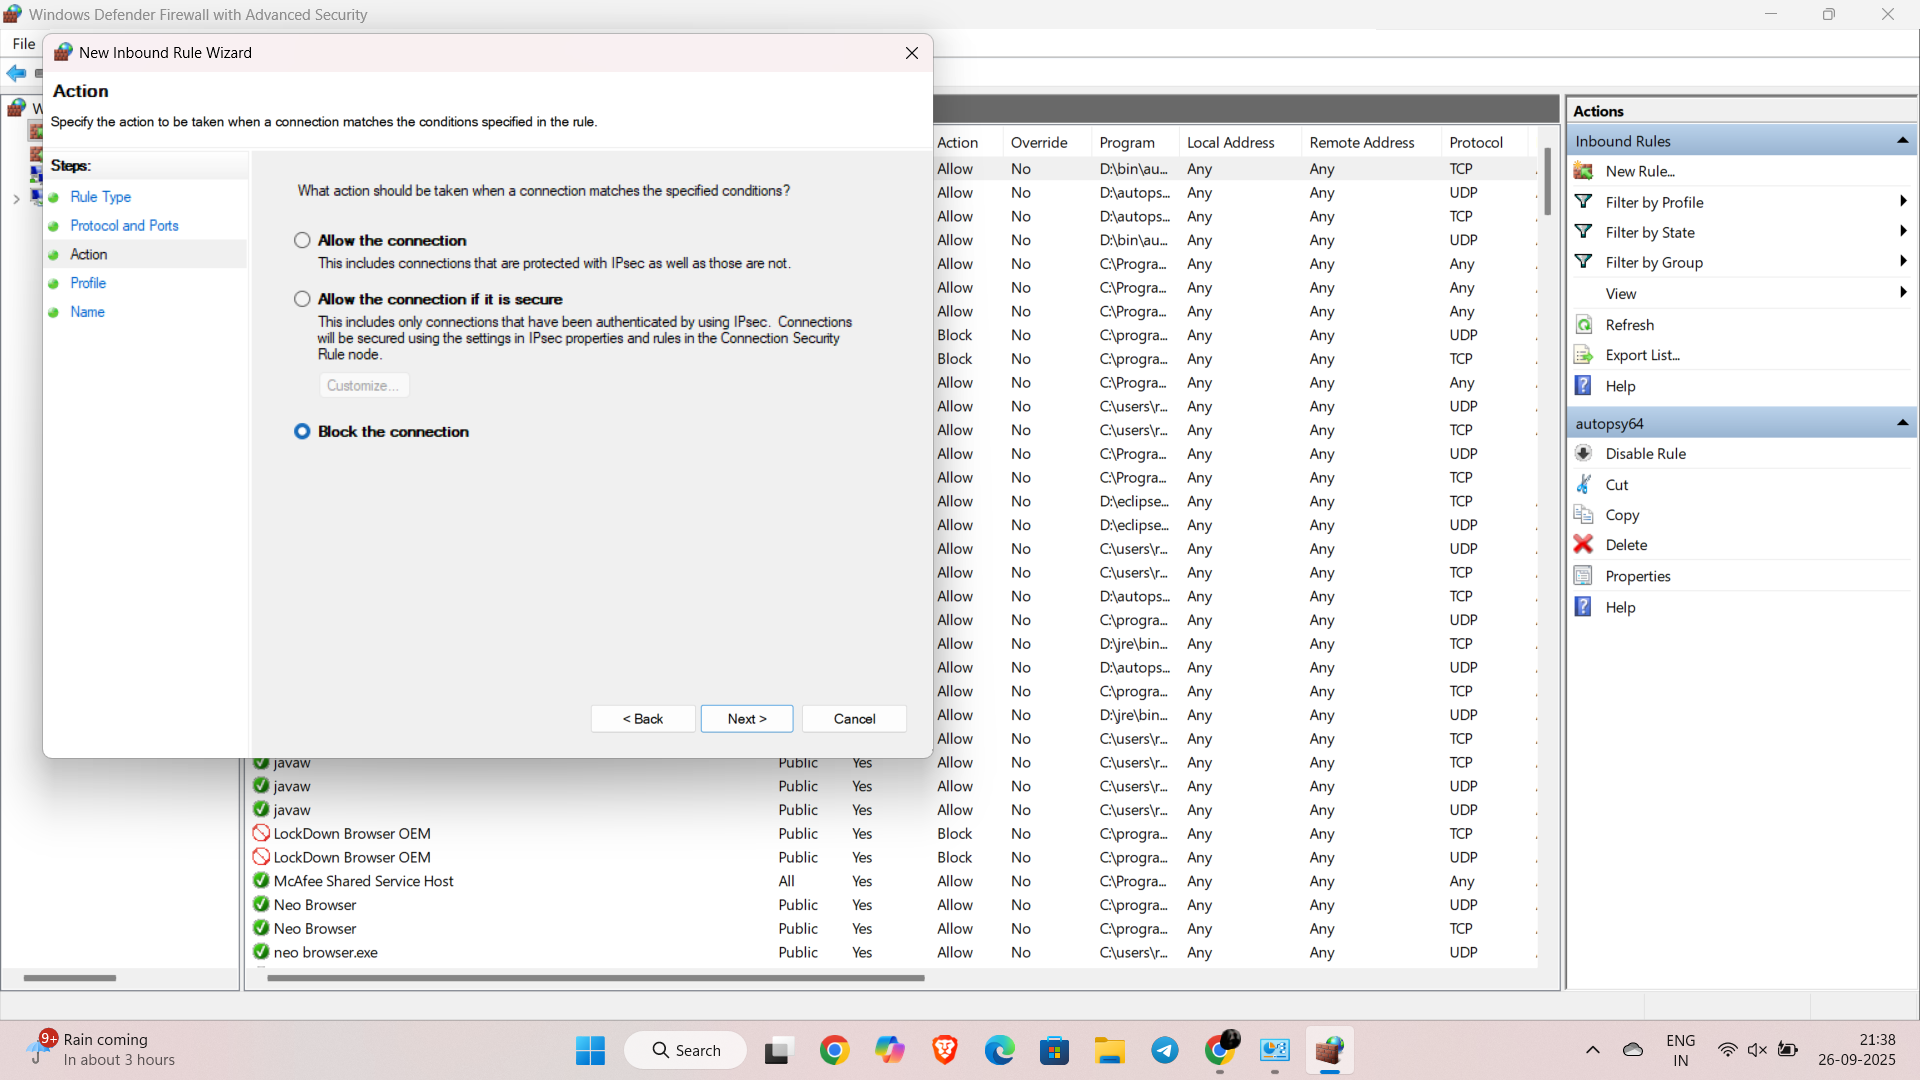 Windows Defender Firewall with Advanced Security
File
New Inbound Rule Wizard
Action
Specify the action to be taken when a connection matches the conditions specified in the rule.
Steps:
Rule Type
Protocol and Ports
Action
Profile
Name
What action should be taken when a connection matches the specified conditions?
Allow the connection
This includes connections that are protected with IPsec as well as those are not.
Allow the connection if it is secure
This includes only connections that have been authenticated by using IPsec. Connections
will be secured using the settings in IPsec properties and rules in the Connection Security
Rule node.
Customize...
Block the connection
< Back Next > Cancel
Action Override Program Local Address Remote Address Protocol
Allow No D:\bin\au... Any Any TCP
Allow No D:\autops... Any Any UDP
Allow No D:\autops... Any Any TCP
Allow No D:\bin\au... Any Any UDP
Allow No C:\Progra... Any Any Any
Allow No C:\Progra... Any Any Any
Allow No C:\Progra... Any Any Any
Block No C:\progra... Any Any UDP
Block No C:\progra... Any Any TCP
Allow No C:\Progra... Any Any Any
Allow No C:\users\r... Any Any UDP
Allow No C:\users\r... Any Any TCP
Allow No C:\Progra... Any Any UDP
Allow No C:\Progra... Any Any TCP
Allow No D:\eclipse... Any Any TCP
Allow No D:\eclipse... Any Any UDP
Allow No C:\users\r... Any Any UDP
Allow No C:\users\r... Any Any TCP
Allow No D:\autops... Any Any TCP
Allow No C:\progra... Any Any UDP
Allow No D:\jre\bin... Any Any TCP
Allow No D:\autops... Any Any UDP
Allow No C:\progra... Any Any TCP
Allow No D:\jre\bin... Any Any UDP
Allow No C:\users\r... Any Any TCP
javaw Public Yes Allow No C:\users\r... Any Any TCP
javaw Public Yes Allow No C:\users\r... Any Any UDP
javaw Public Yes Allow No C:\users\r... Any Any UDP
LockDown Browser OEM Public Yes Block No C:\progra... Any Any TCP
LockDown Browser OEM Public Yes Block No C:\progra... Any Any UDP
McAfee Shared Service Host All Yes Allow No C:\Progra... Any Any Any
Neo Browser Public Yes Allow No C:\progra... Any Any UDP
Neo Browser Public Yes Allow No C:\progra... Any Any TCP
neo browser.exe Public Yes Allow No C:\users\r... Any Any UDP
Actions
Inbound Rules
New Rule...
Filter by Profile
Filter by State
Filter by Group
View
Refresh
Export List...
Help
autopsy64
Disable Rule
Cut
Copy
Delete
Properties
Help
9+
Rain coming
In about 3 hours
Search
ENG
IN
21:38
26-09-2025